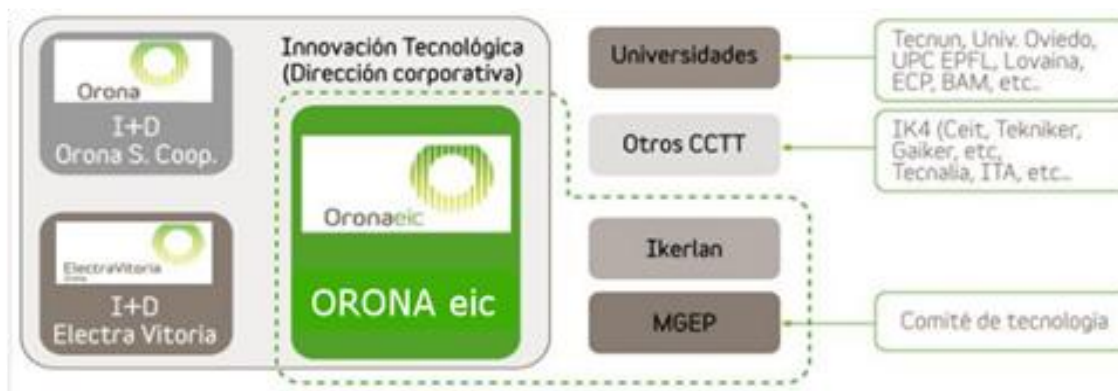 Orona
I+D
Orona S. Coop.
ElectraVitoria
I+D
Electra Vitoria
Innovación Tecnológica
(Dirección corporativa)
Oronaeic
ORONA eic
Universidades
Otros CCTT
Ikerlan
MGEP
Tecnun, Univ. Oviedo,
UPC EPFL, Lovaina,
ECP, BAM, etc...
IK4 (Ceit, Tekniker,
Gaiker, etc,
Tecnalia, ITA, etc...
Comité de tecnología